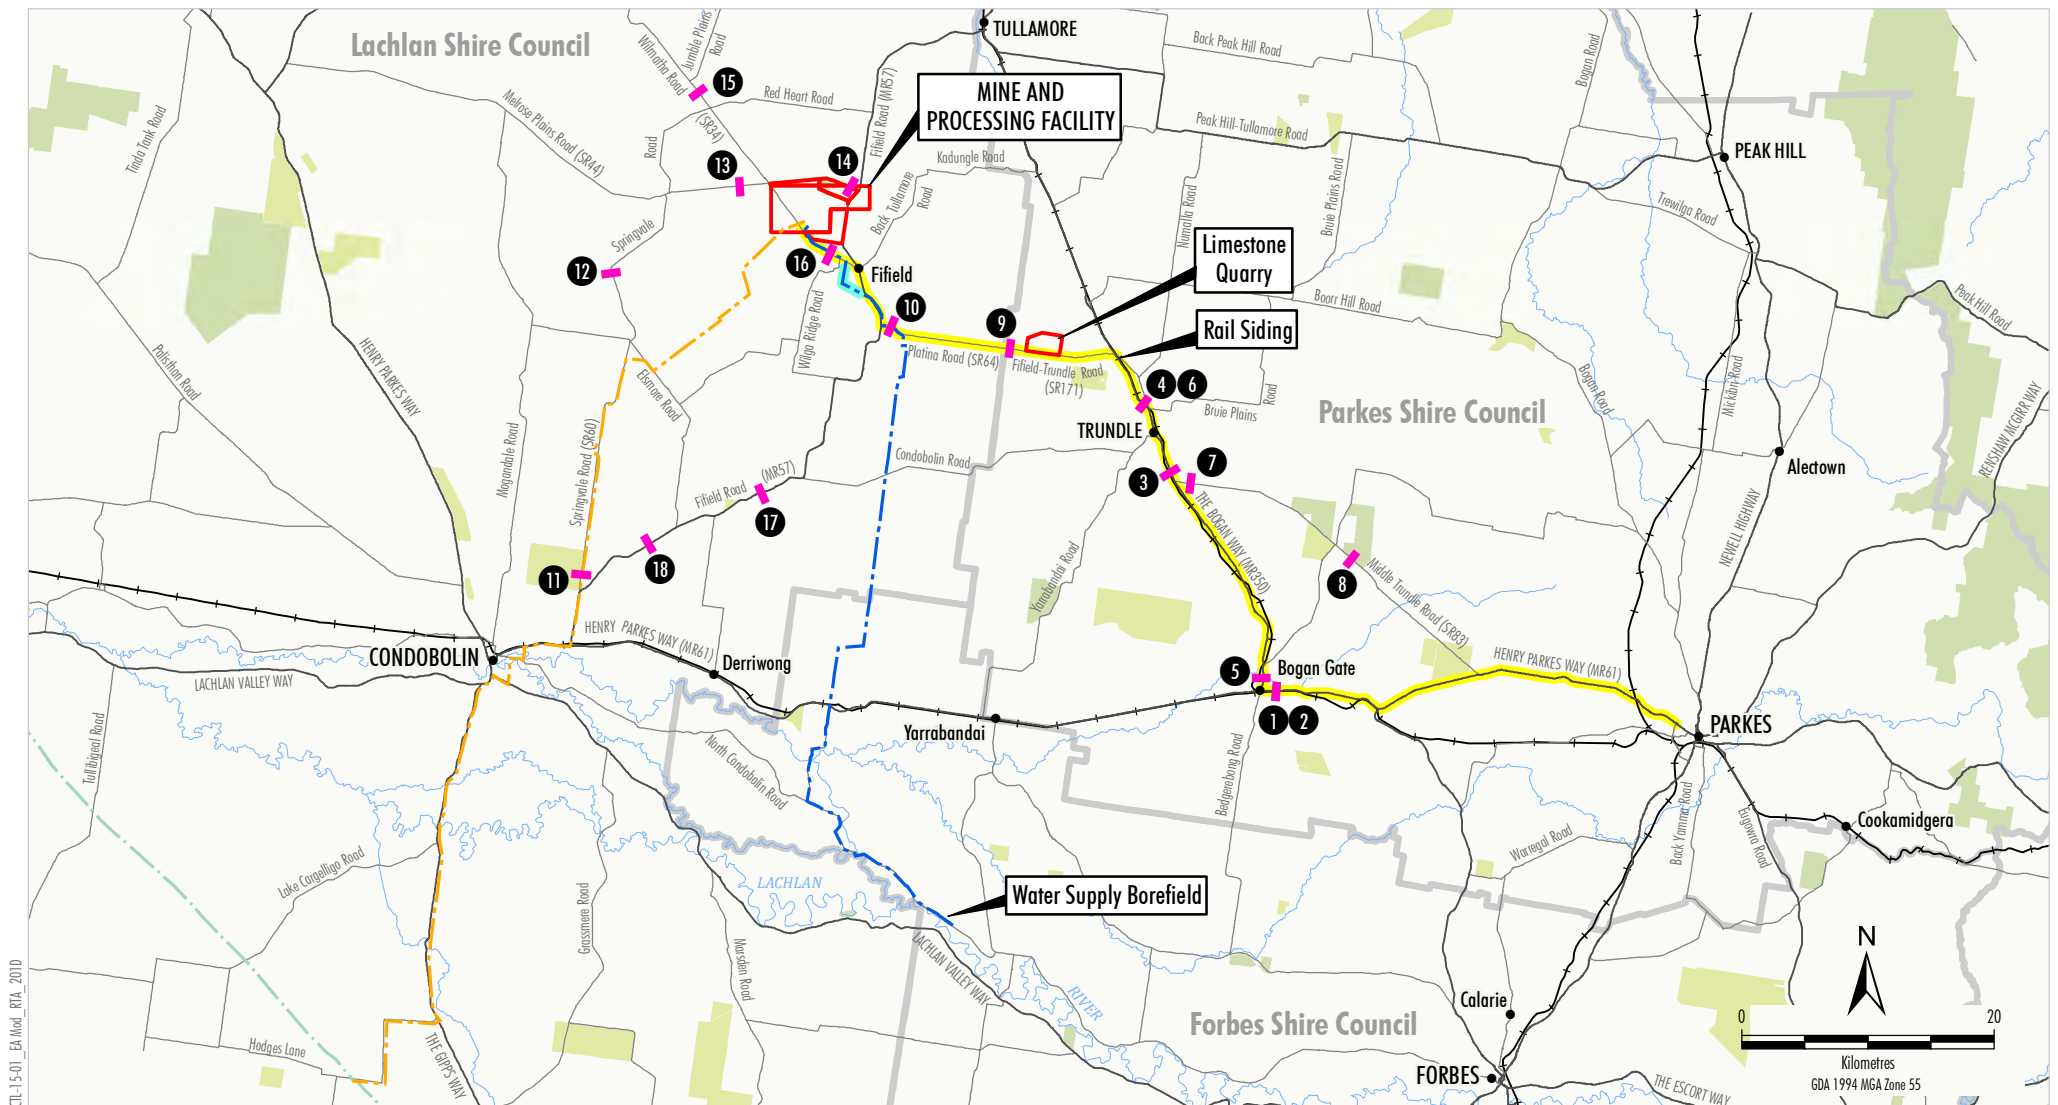 Lachlan Shire Council
Wilmatha Road
Jumble Plains
Road
TULLAMORE
Back Peak Hill Road
Bogan Road
15
MINE AND
PROCESSING FACILITY
Tinda Tank Road
Melrose Plains Road (SR44)
Road
(SR34)
Red Heart Road
Fifield Road (MR57)
Peak Hill-Tullamore Road
PEAK HILL
13
14
Kadungle Road
Back Tullamore
Road
Numalla Road
Bruie Plains Road
Trewilga Road
Springvale
12
16
Fifield
Limestone
Quarry
Wilga Ridge Road
10
9
Boorr Hill Road
Peak Hill Road
Rail Siding
HENRY PARKES WAY
Polisthan Road
Platina Road (SR64)
Fifield-Trundle Road
(SR171)
Elsmore Road
4
6
Bruie Plains
Road
Bogan Road
Mickibri Road
Parkes Shire Council
RENSHAW MCGIRR WAY
TRUNDLE
Mogandale Road
Springvale Road (SR60)
Fifield Road
(MR57)
Condobolin Road
3
7
Alectown
17
THE BOGAN WAY (MR350)
NEWELL HIGHWAY
18
11
Yarrabandai Road
8
Middle Trundle Road (SR83)
HENRY PARKES WAY (MR61)
CONDOBOLIN
Derriwong
LACHLAN VALLEY WAY
5
Bogan Gate
HENRY PARKES WAY (MR61)
1
2
Yarrabandai
PARKES
Tullibigeal Road
North Condobolin Road
Bedgerebong Road
Back Yamma Road
Eugowra Road
Cookamidgera
Warregal Road
Lake Cargelligo Road
LACHLAN
Water Supply Borefield
Grassmere Road
Marsden Road
LACHLAN VALLEY WAY
RIVER
N
Calarie
Forbes Shire Council
0
20
Kilometres
GDA 1994 MGA Zone 55
Hodges Lane
THE GIPPS WAY
FORBES
THE ESCORT WAY
CTL-15-01_EA Mod_RTA_201D